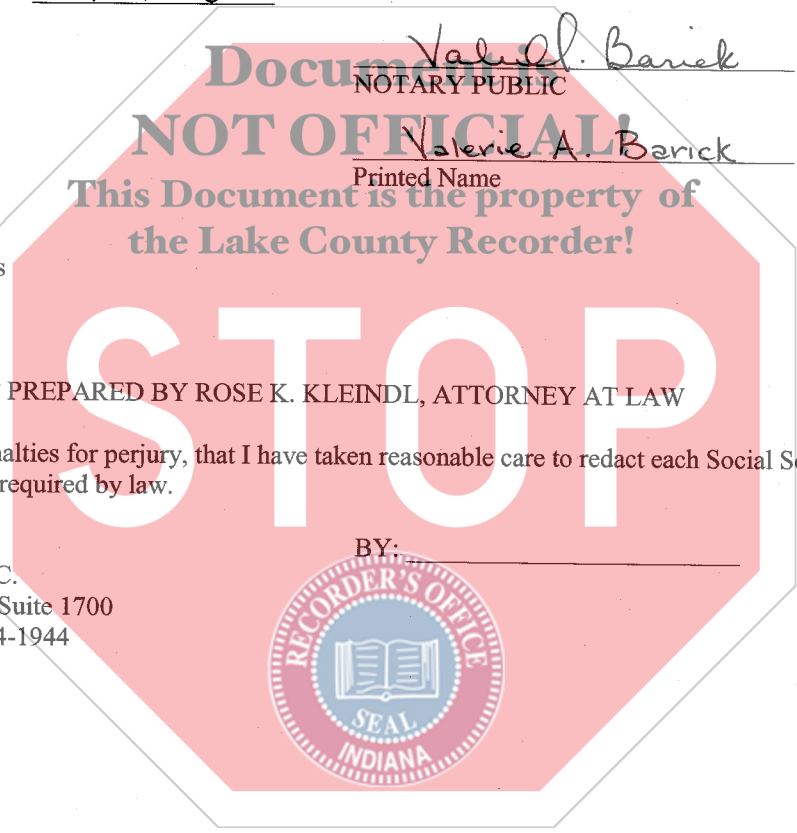 Document is
Valerie A. Barick
NOTARY PUBLIC
NOT OFFICIAL!
Valerie A. Barick
Printed Name
This Document is the property of
the Lake County Recorder!
s
STOP
PREPARED BY ROSE K. KLEINDL, ATTORNEY AT LAW
alties for perjury, that I have taken reasonable care to redact each Social S
required by law.
BY:
C.
Suite 1700
4-1944
RECORDER'S OFFICE
SEAL
INDIANA